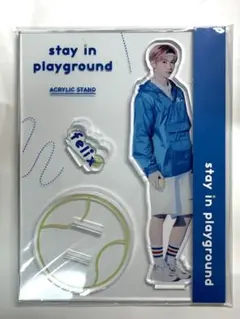 stay in
playground
ACRYLIC STAND
felix
stay in playground